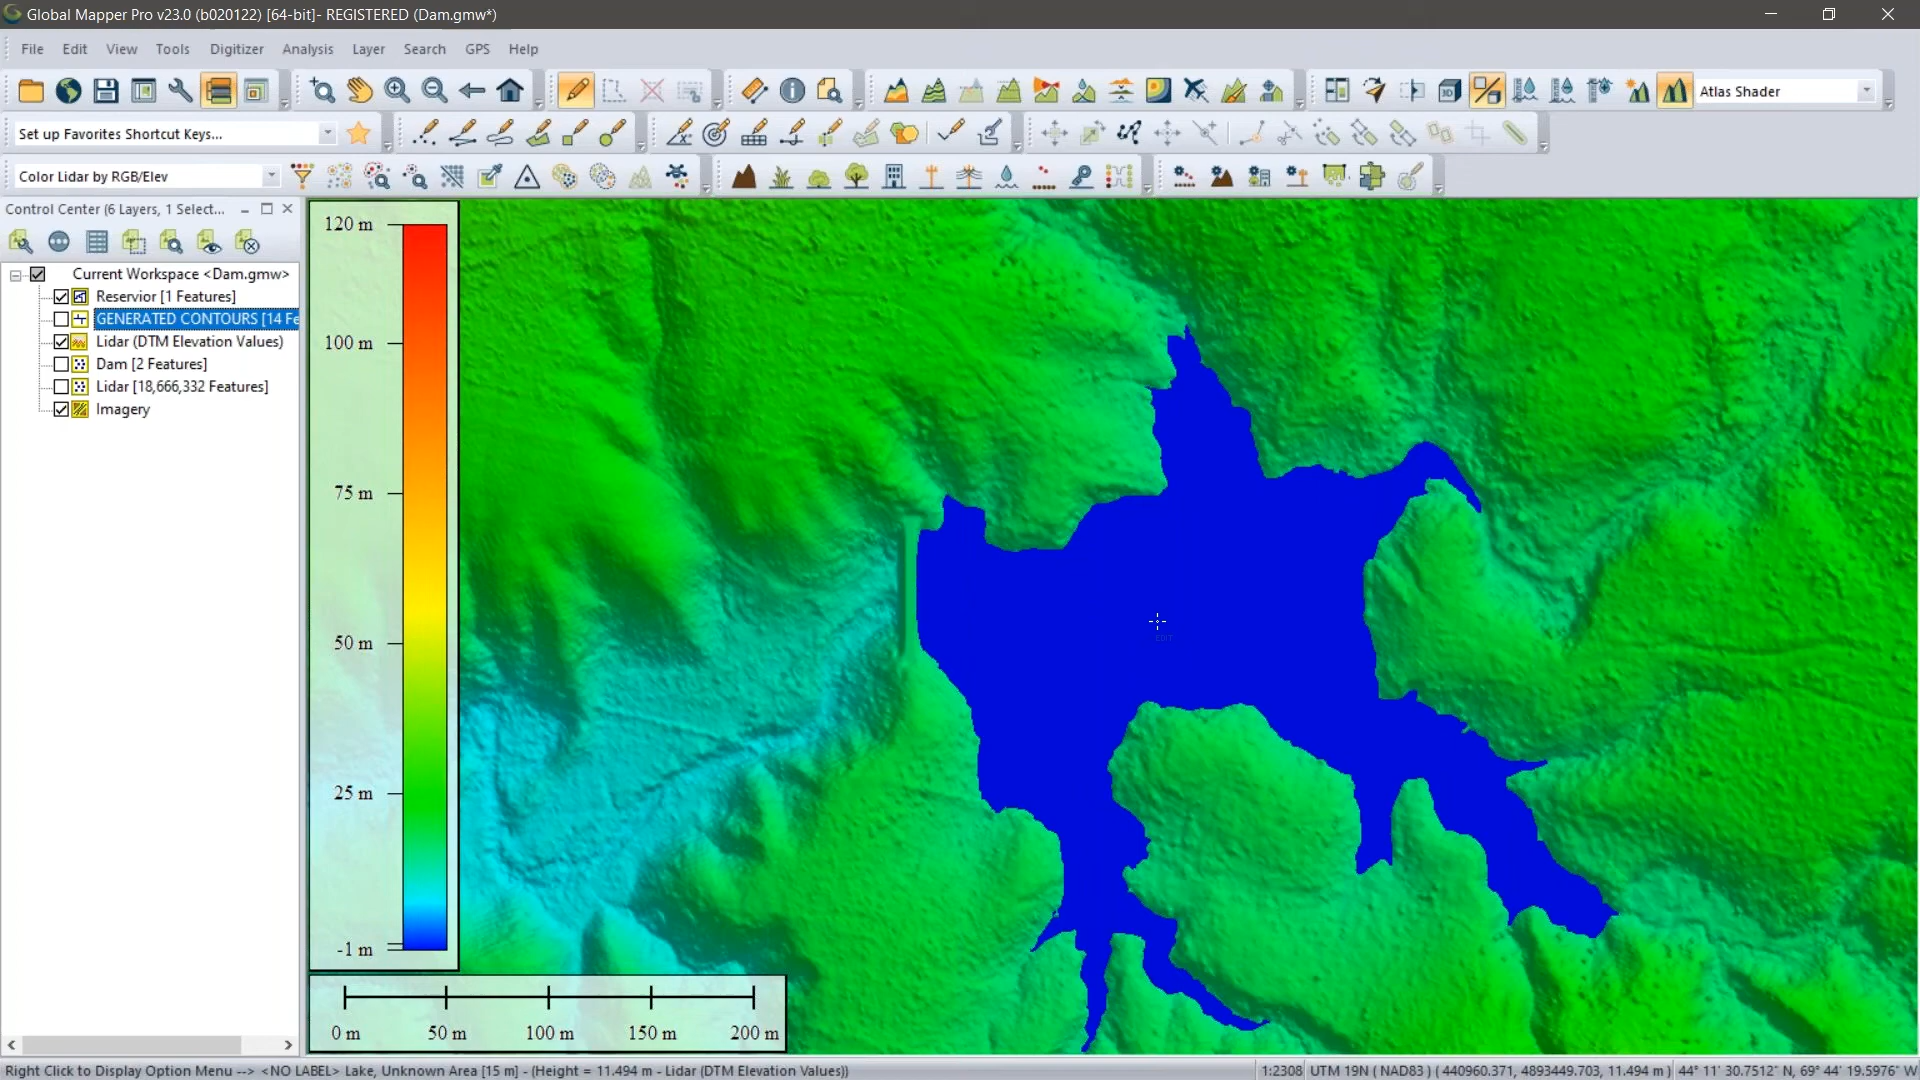 Global Mapper Pro v23.0 (b020122) [64-bit]- REGISTERED (Dam.gmw*)
File Edit View Tools Digitizer Analysis Layer Search GPS Help
Atlas Shader
Set up Favorites Shortcut Keys...
Color Lidar by RGB/Elev
Control Center (6 Layers, 1 Select...
Current Workspace <Dam.gmw>
Reservior [1 Features]
GENERATED CONTOURS [14 Fe
Lidar (DTM Elevation Values)
Dam [2 Features]
Lidar [18,666,332 Features]
Imagery
120 m
100 m
75 m
50 m
25 m
-1 m
EDIT
0 m 50 m 100 m 150 m 200 m
Right Click to Display Option Menu --> <NO LABEL> Lake, Unknown Area [15 m] - (Height = 11.494 m - Lidar (DTM Elevation Values))
1:2308 UTM 19N ( NAD83 ) ( 440960.371, 4893449.703, 11.494 m ) 44° 11' 30.7512" N, 69° 44' 19.5976" W